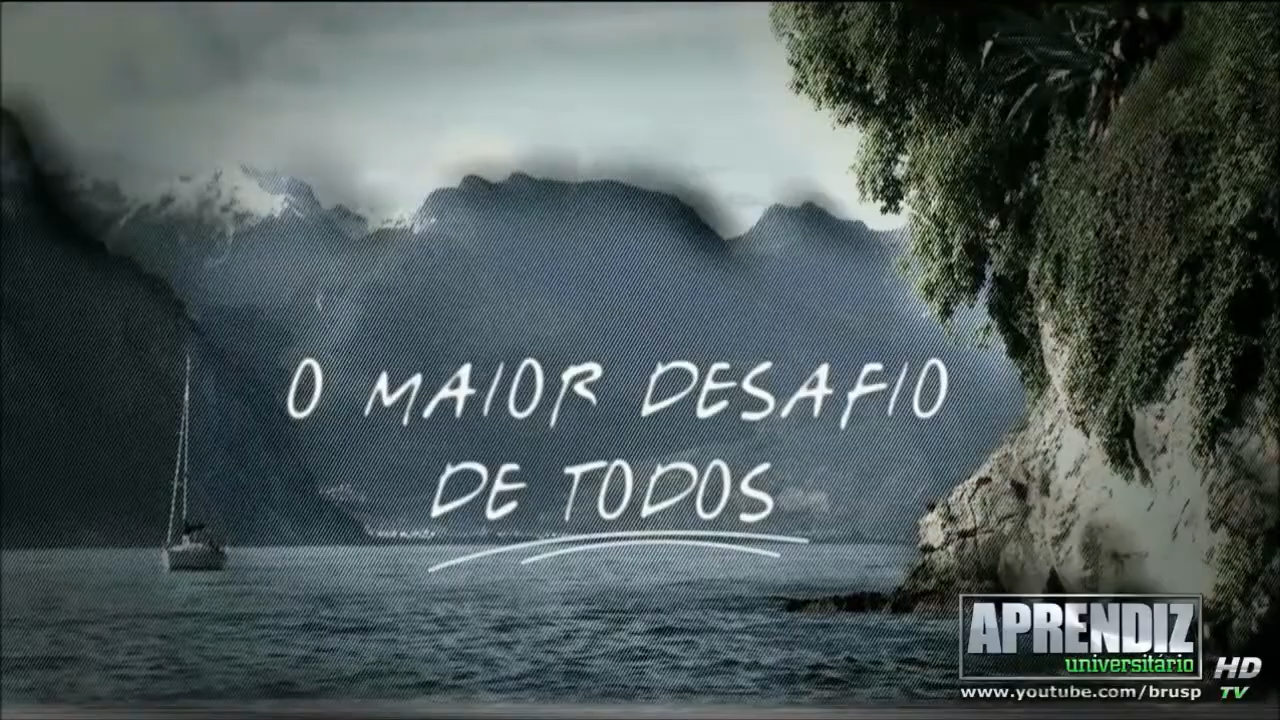 O MAIOR DESAFIO
DE TODOS
APRENDIZ
universitário
HD
www.youtube.com/brusp
TV